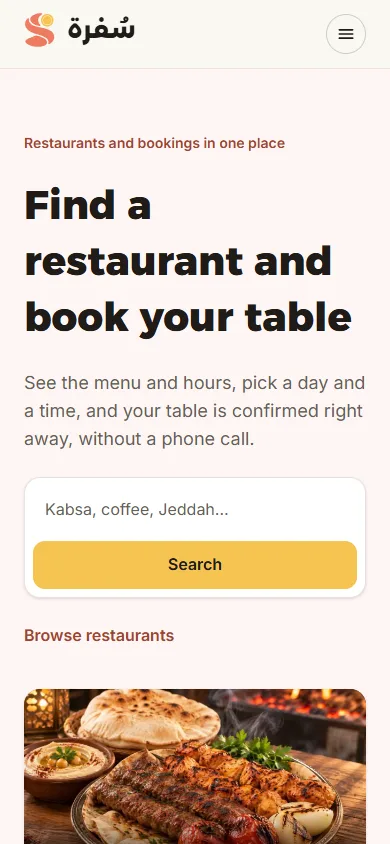 سُفرة
Restaurants and bookings in one place
Find a
restaurant and
book your table
See the menu and hours, pick a day and
a time, and your table is confirmed right
away, without a phone call.
Kabsa, coffee, Jeddah...
Search
Browse restaurants